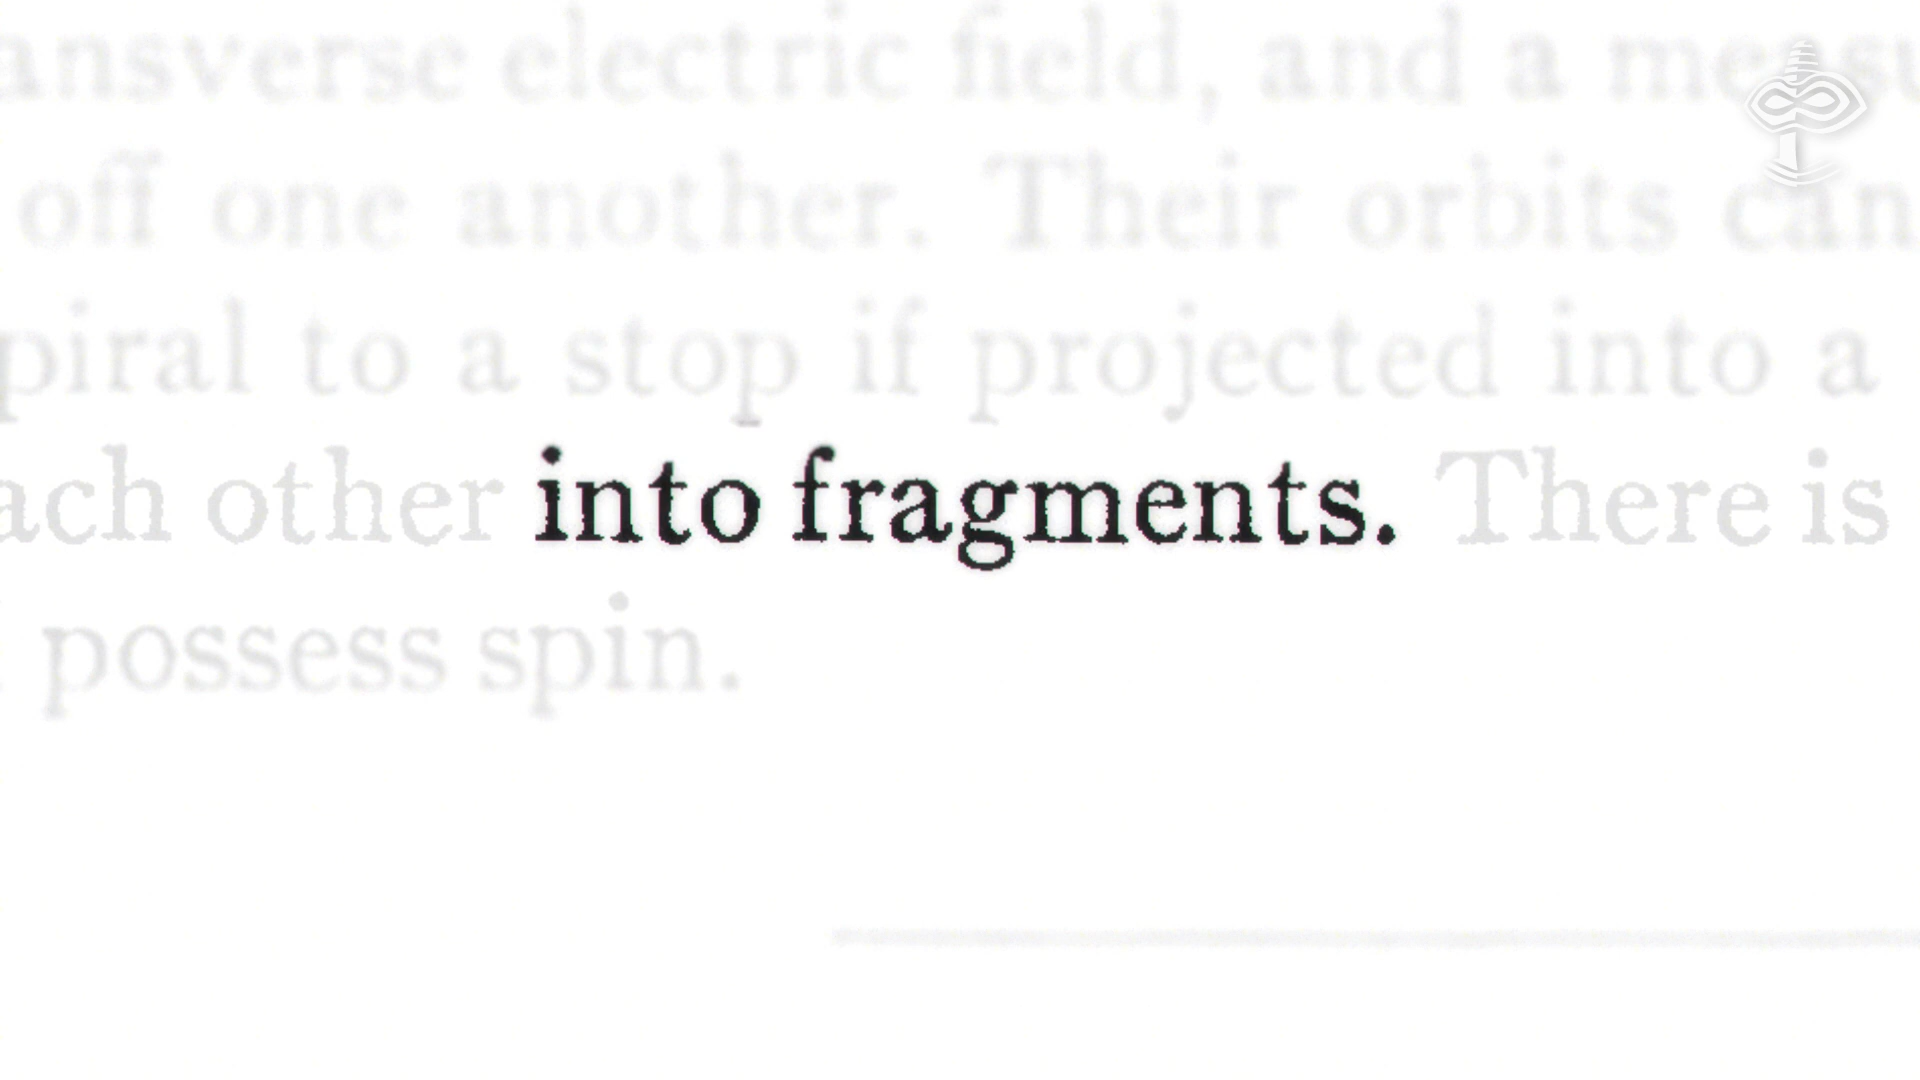 ansverse electric field, and a measu
off one another. Their orbits can
piral to a stop if projected into a
ach other into fragments. There is
possess spin.